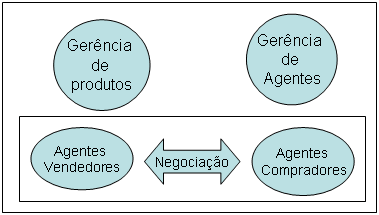 Gerência
de
produtos
Gerência
de
Agentes
Agentes
Vendedores
Negociação
Agentes
Compradores